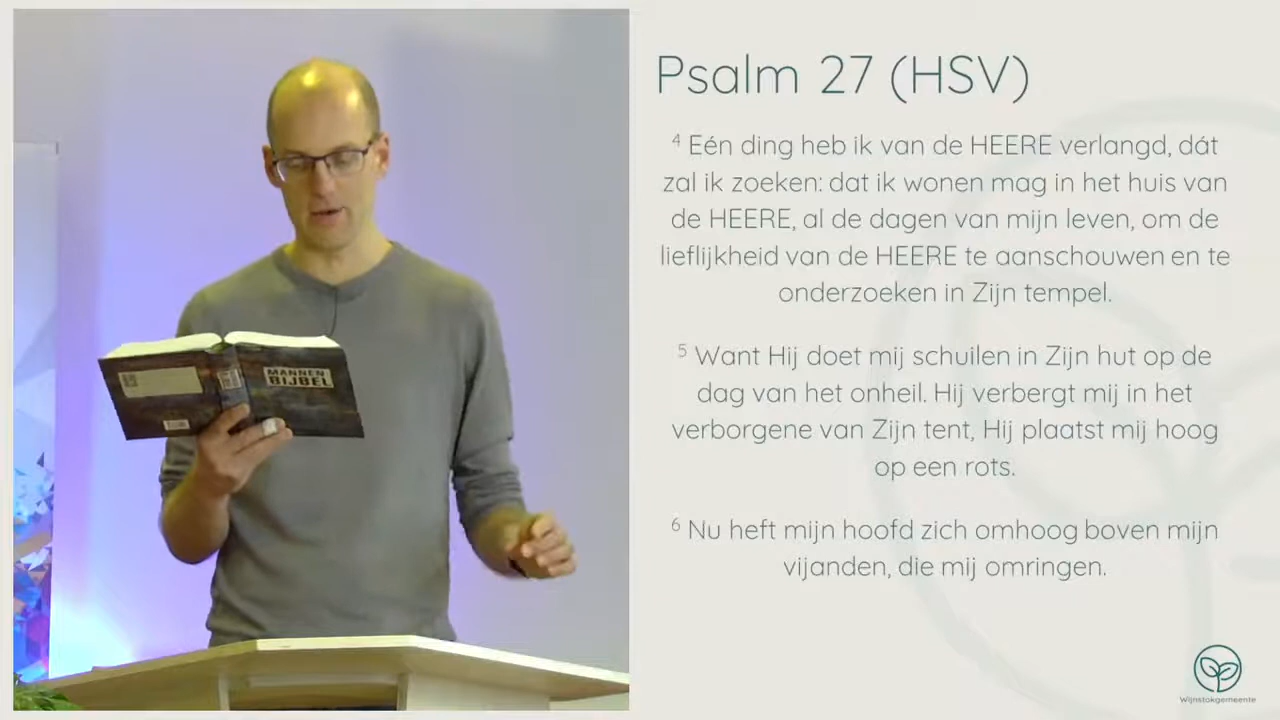 Psalm 27 (HSV)
4 Eén ding heb ik van de HEERE verlangd, dát
zal ik zoeken: dat ik wonen mag in het huis van
de HEERE, al de dagen van mijn leven, om de
lieflijkheid van de HEERE te aanschouwen en te
onderzoeken in Zijn tempel.
5 Want Hij doet mij schuilen in Zijn hut op de
dag van het onheil. Hij verbergt mij in het
verborgene van Zijn tent, Hij plaatst mij hoog
op een rots.
6 Nu heft mijn hoofd zich omhoog boven mijn
vijanden, die mij omringen.
MANNEN
BIJBEL
Wijnstokgemeente